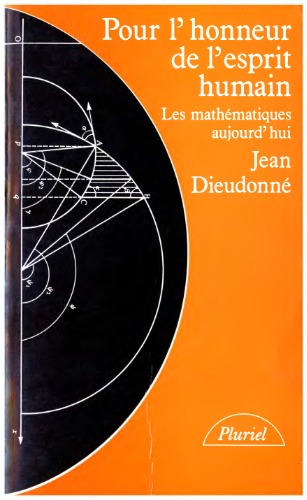 Pour l'honneur
de l'esprit
humain
Les mathématiques
aujourd'hui
Jean
Dieudonné
O
A
H
C
p
q
x
Pluriel